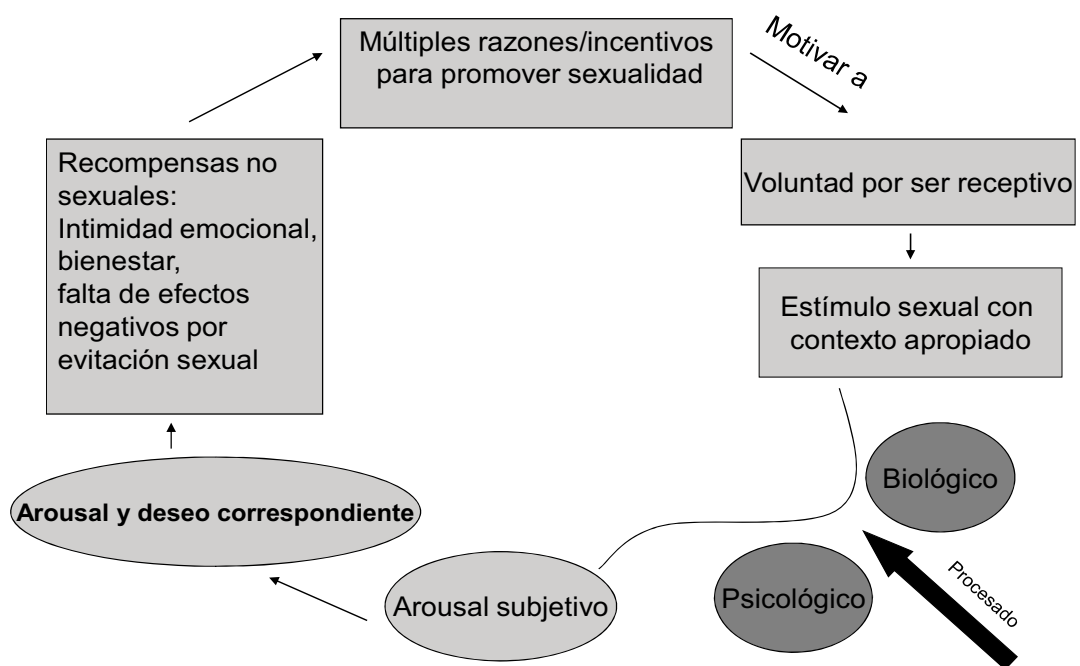 Múltiples razones/incentivos
para promover sexualidad
Motivar a
Voluntad por ser receptivo
Estímulo sexual con
contexto apropiado
Biológico
Psicológico
Procesado
Arousal subjetivo
Arousal y deseo correspondiente
Recompensas no
sexuales:
Intimidad emocional,
bienestar,
falta de efectos
negativos por
evitación sexual